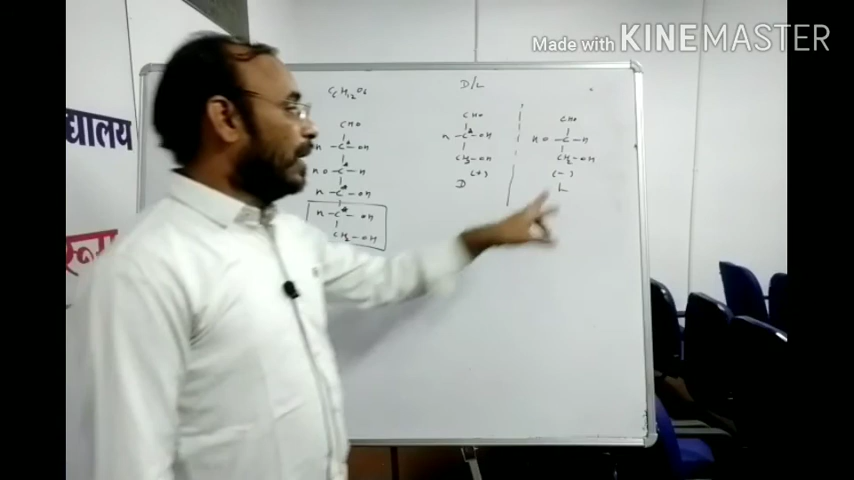 Made with KINEMASTER
द्यालय
रूप
C6H12O6
CHO
H - C* - OH
HO - C* - H
H - C* - OH
H - C* - OH
CH2 - OH
D/L
CHO
H - C* - OH
CH2 - OH
(+)
D
CHO
HO - C - H
CH2 - OH
(-)
L